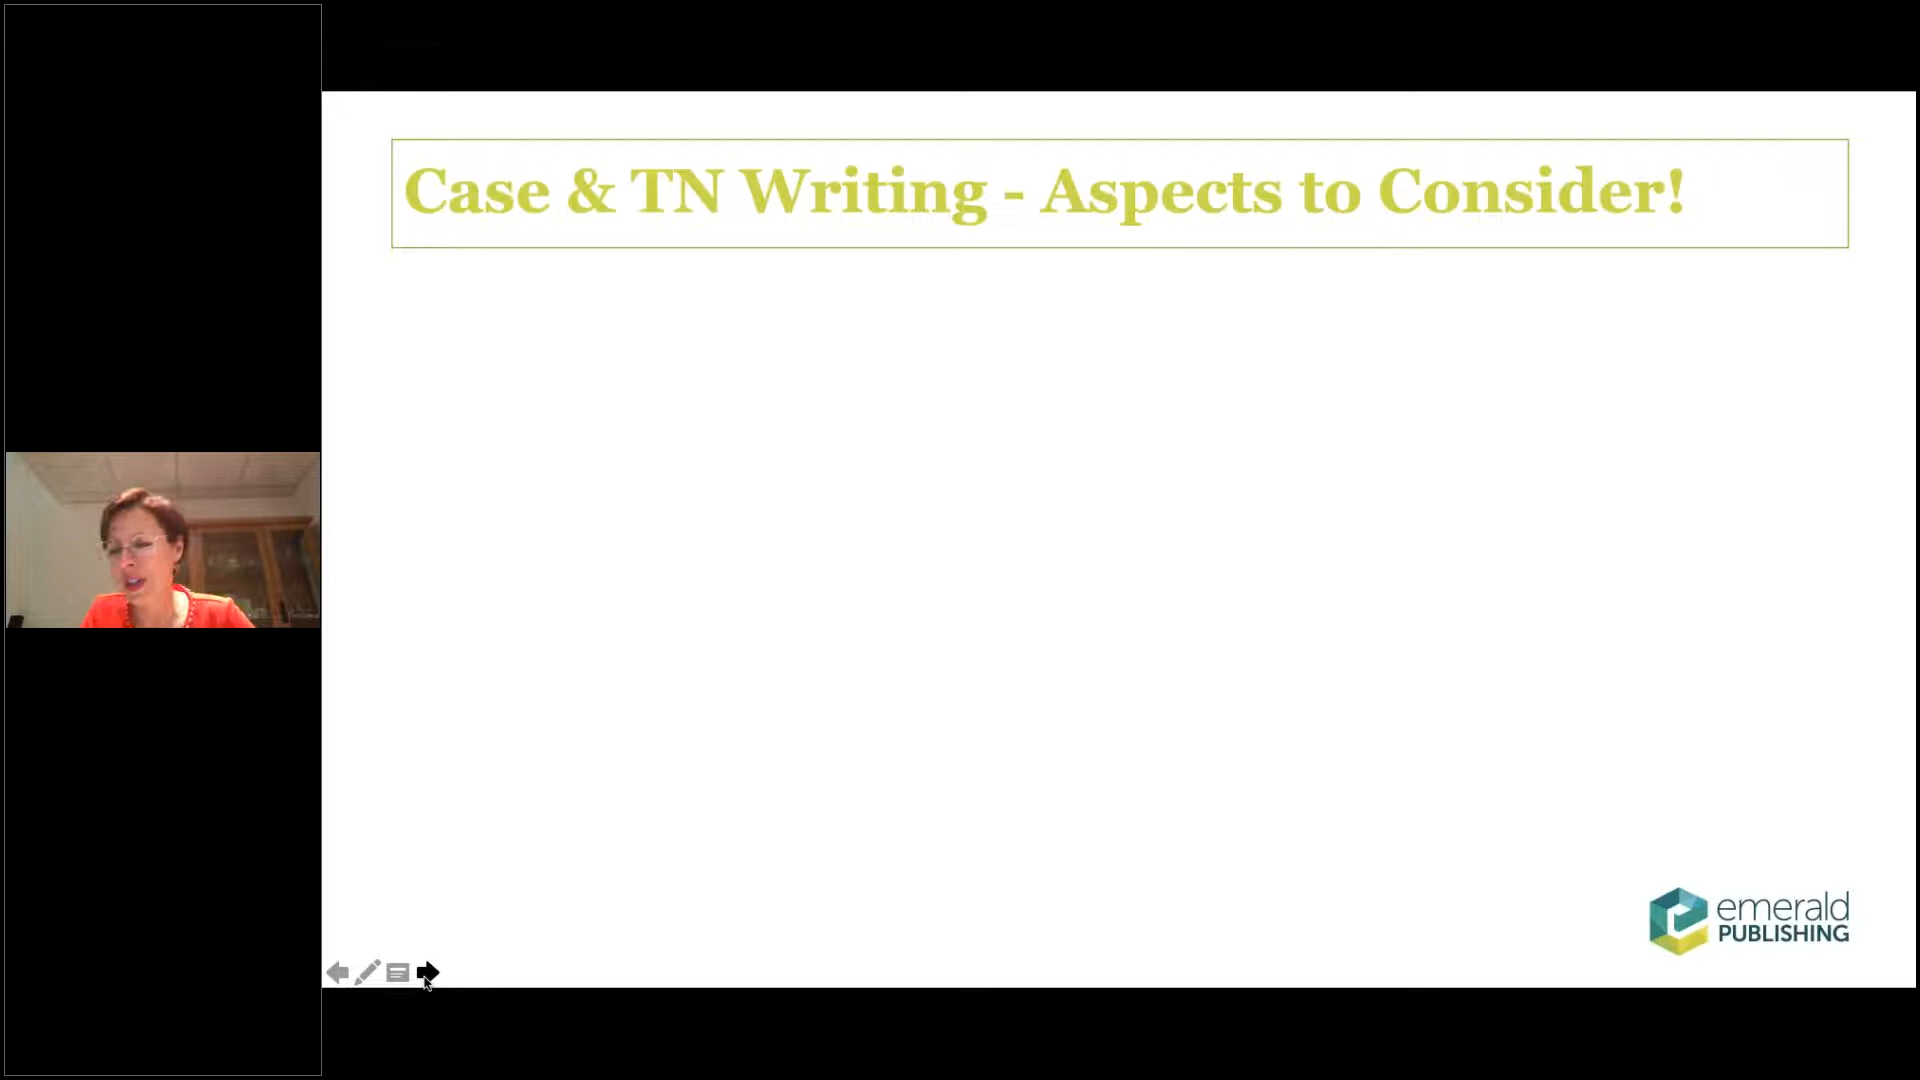 Case & TN Writing - Aspects to Consider!
emerald
PUBLISHING